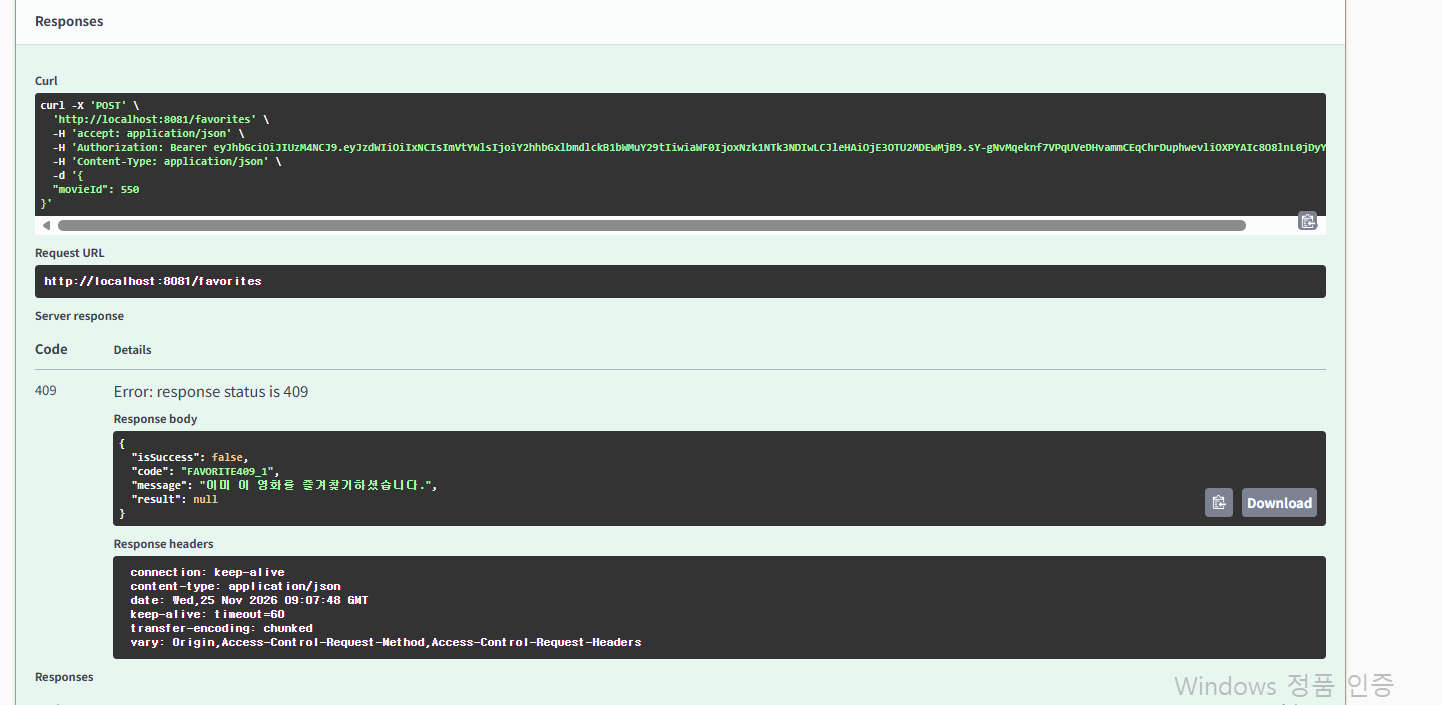 Responses
Curl
curl -X 'POST' \
'http://localhost:8081/favorites' \
-H 'accept: application/json' \
-H 'Authorization: Bearer
-H 'Content-Type: application/json' \
-d '{
"movieId": 550
}'
Request URL
http://localhost:8081/favorites
Server response
Code Details
409 Error: response status is 409
Response body
{
"isSuccess": false,
"code": "FAVORITE409_1",
"message": "이미 이 영화를 즐겨찾기하셨습니다.",
"result": null
}
Download
Response headers
connection: keep-alive
content-type: application/json
date: Wed,25 Nov 2026 09:07:48 GMT
keep-alive: timeout=60
transfer-encoding: chunked
vary: Origin,Access-Control-Request-Method,Access-Control-Request-Headers
Responses
Windows 정품 인증